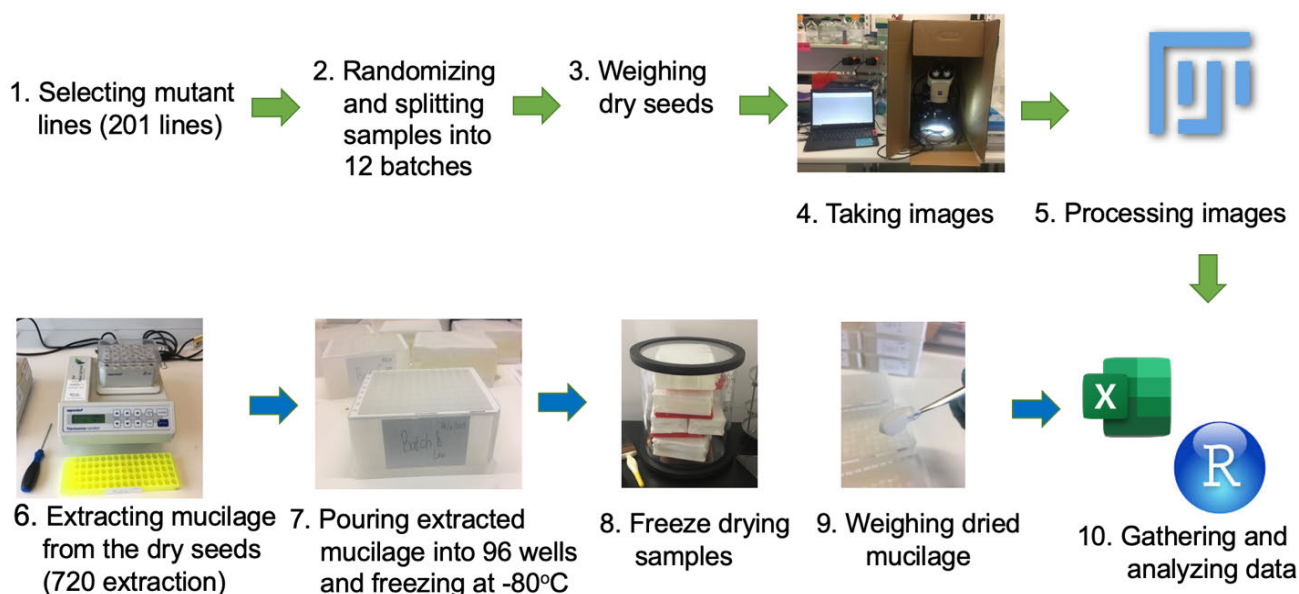 1. Selecting mutant
lines (201 lines)
2. Randomizing
and splitting
samples into
12 batches
3. Weighing
dry seeds
4. Taking images
5. Processing images
6. Extracting mucilage
from the dry seeds
(720 extraction)
Batch 8
7. Pouring extracted
mucilage into 96 wells
and freezing at -80°C
8. Freeze drying
samples
9. Weighing dried
mucilage
X
R
10. Gathering and
analyzing data